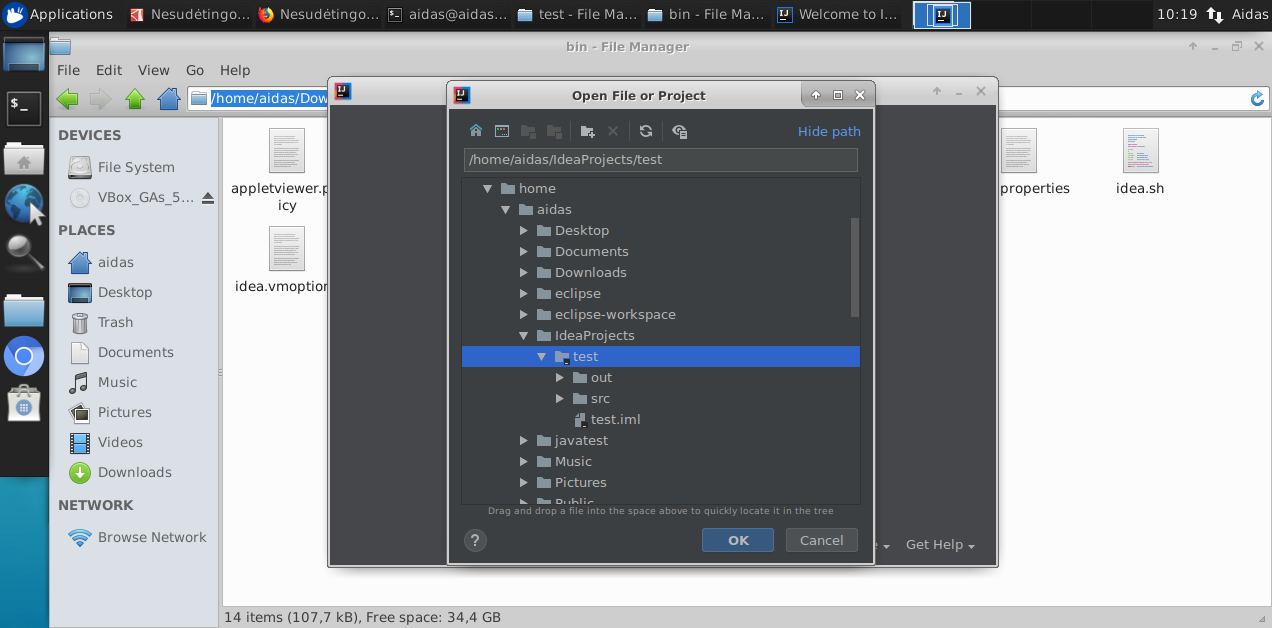 Applications
Nesudėtingo...
Nesudėtingo...
aidas@aidas...
test - File Ma...
bin - File Ma...
Welcome to I...
10:19
Aidas
bin - File Manager
File Edit View Go Help
/home/aidas/Dow
DEVICES
File System
VBox_GAs_5...
PLACES
aidas
Desktop
Trash
Documents
Music
Pictures
Videos
Downloads
NETWORK
Browse Network
appletviewer.p
icy
idea.vmoption
properties
idea.sh
Open File or Project
Hide path
/home/aidas/IdeaProjects/test
home
aidas
Desktop
Documents
Downloads
eclipse
eclipse-workspace
IdeaProjects
test
out
src
test.iml
javatest
Music
Pictures
Public
Drag and drop a file into the space above to quickly locate it in the tree
?
OK
Cancel
Get Help
14 items (107,7 kB), Free space: 34,4 GB